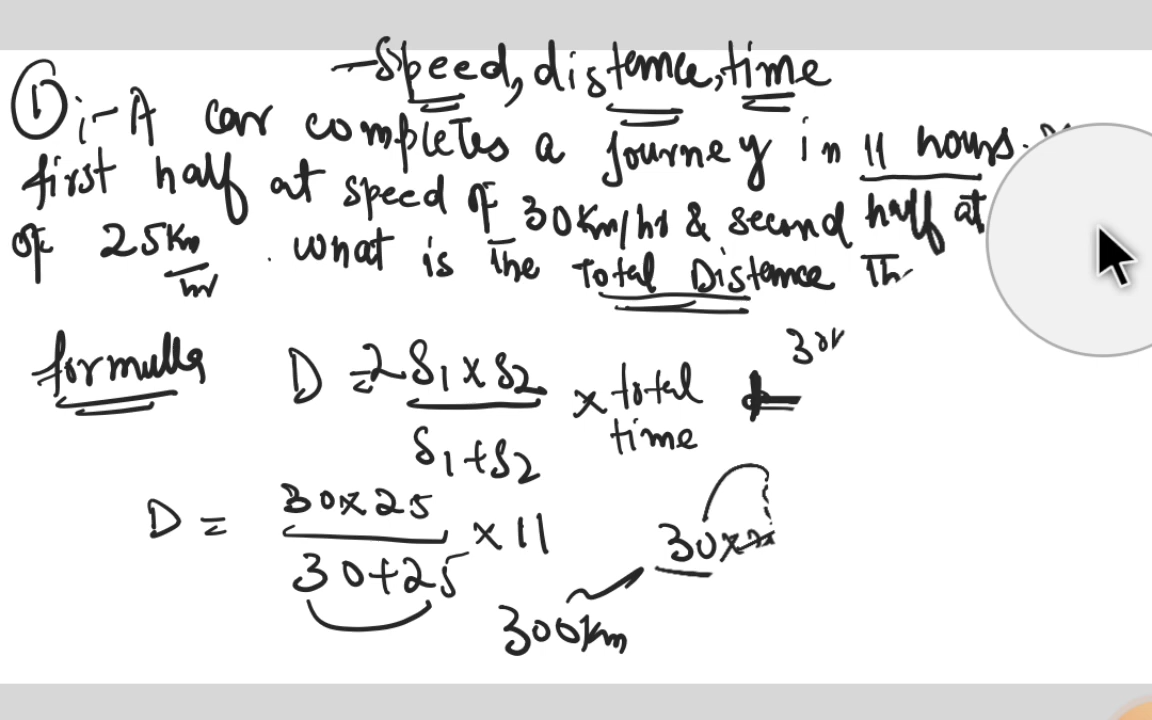 Speed, distance, time
① :- A car completes a journey in 11 hours.
first half at speed of 30Km/hr & second half at
of 25Km/hr. what is the Total Distance
formulla D = 2 S1 x S2 / S1 + S2 x total time
30
D = 30x25 / 30+25 x 11
30x
300Km